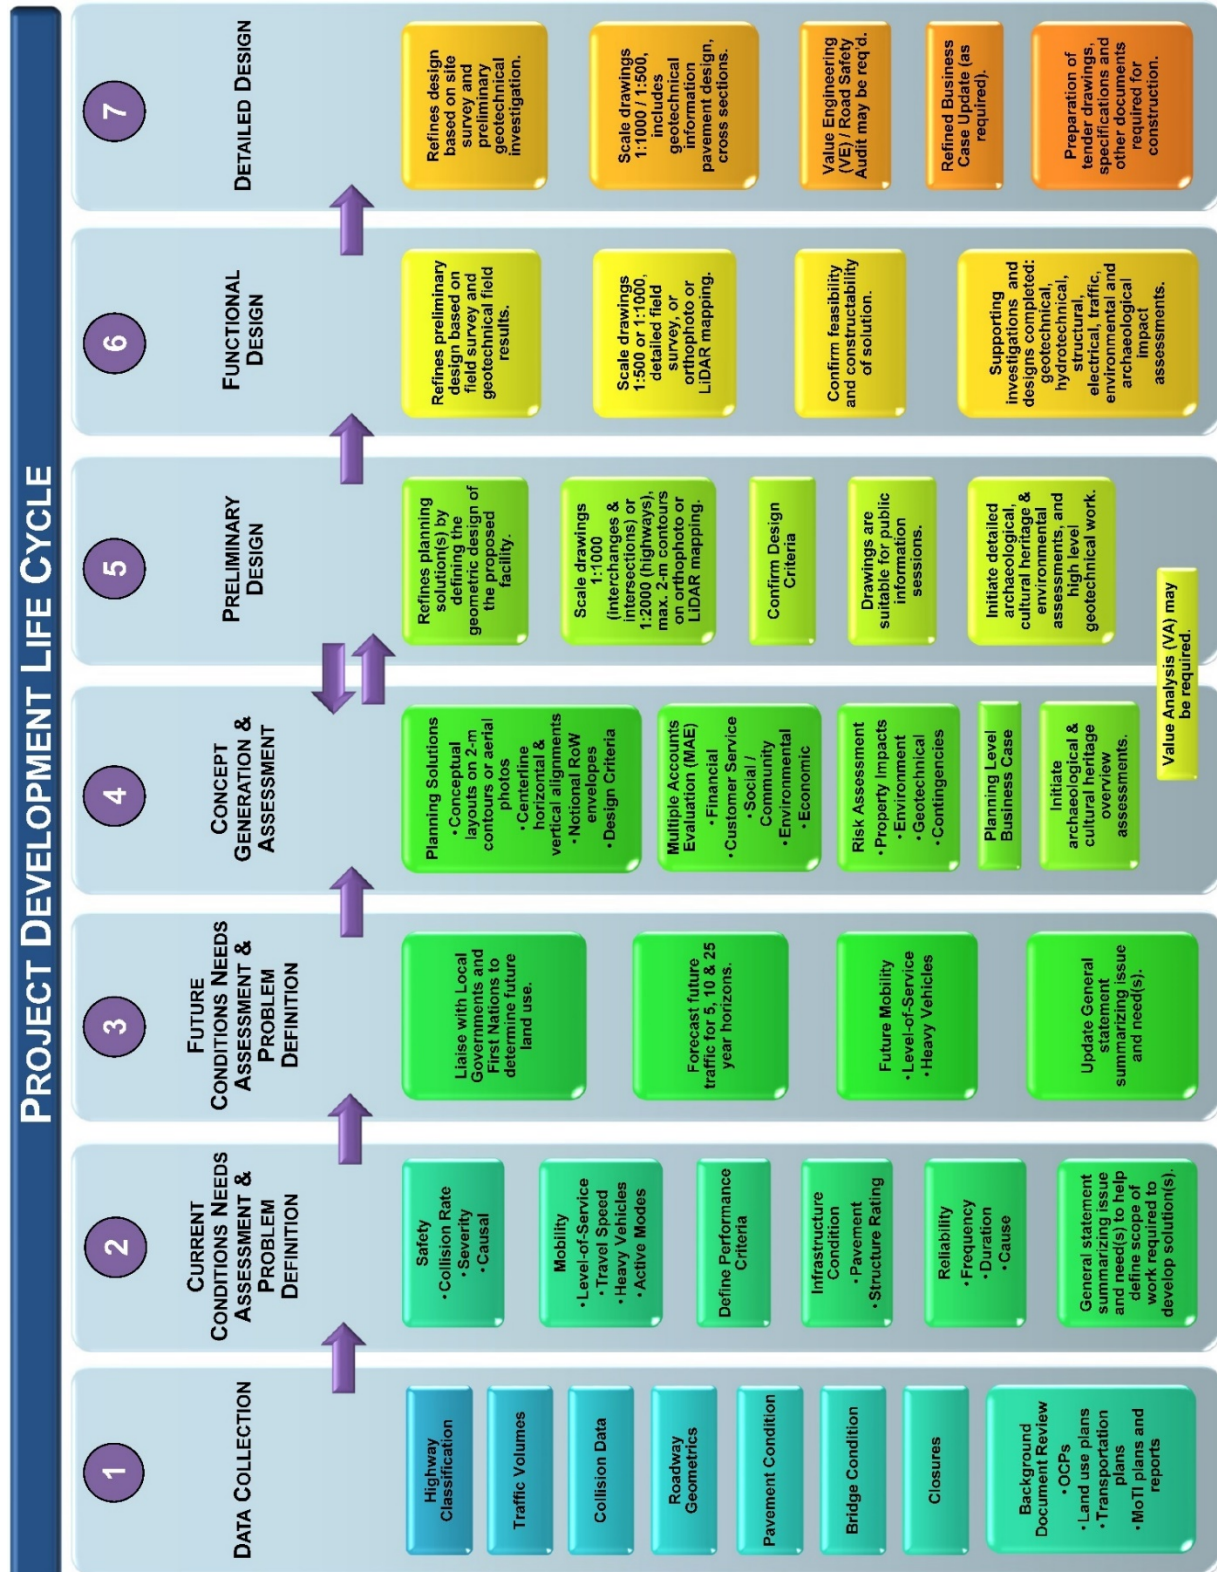 PROJECT DEVELOPMENT LIFE CYCLE
1
DATA COLLECTION
Highway
Classification
Traffic Volumes
Collision Data
Roadway
Geometrics
Pavement Condition
Bridge Condition
Closures
Background
Document Review
• OCPs
• Land use plans
• Transportation
plans
• MoTI plans and
reports
2
CURRENT
CONDITIONS NEEDS
ASSESSMENT &
PROBLEM
DEFINITION
Safety
• Collision Rate
• Severity
• Causal
Mobility
• Level-of-Service
• Travel Speed
• Heavy Vehicles
• Active Modes
Define Performance
Criteria
Infrastructure
Condition
• Pavement
• Structure Rating
Reliability
• Frequency
• Duration
• Cause
General statement
summarizing issue
and need(s) to help
define scope of
work required to
develop solution(s).
3
FUTURE
CONDITIONS NEEDS
ASSESSMENT &
PROBLEM
DEFINITION
Liaise with Local
Governments and
First Nations to
determine future
land use.
Forecast future
traffic for 5, 10 & 25
year horizons.
Future Mobility
• Level-of-Service
• Heavy Vehicles
Update General
statement
summarizing issue
and need(s).
4
CONCEPT
GENERATION &
ASSESSMENT
Planning Solutions
• Conceptual
layouts on 2-m
contours or aerial
photos
• Centerline
horizontal &
vertical alignments
• Notional RoW
envelopes
• Design Criteria
Multiple Accounts
Evaluation (MAE)
• Financial
• Customer Service
• Social /
Community
• Environmental
• Economic
Risk Assessment
• Property Impacts
• Environment
• Geotechnical
• Contingencies
Planning Level
Business Case
Initiate
archaeological &
cultural heritage
overview
assessments.
Value Analysis (VA) may
be required.
5
PRELIMINARY
DESIGN
Refines planning
solution(s) by
defining the
geometric design of
the proposed
facility.
Scale drawings
1:1000
(interchanges &
intersections) or
1:2000 (highways),
max. 2-m contours
on orthophoto or
LiDAR mapping.
Confirm Design
Criteria
Drawings are
suitable for public
information
sessions.
Initiate detailed
archaeological,
cultural heritage &
environmental
assessments, and
high level
geotechnical work.
6
FUNCTIONAL
DESIGN
Refines preliminary
design based on
field survey and
geotechnical field
results.
Scale drawings
1:500 or 1:1000,
detailed field
survey, or
orthophoto or
LiDAR mapping.
Confirm feasibility
and constructability
of solution.
Supporting
investigations and
designs completed:
geotechnical,
hydrotechnical,
structural,
electrical, traffic,
environmental and
archaeological
impact
assessments.
7
DETAILED DESIGN
Refines design
based on site
survey and
preliminary
geotechnical
investigation.
Scale drawings
1:1000 / 1:500,
includes
geotechnical
information
pavement design,
cross sections.
Value Engineering
(VE) / Road Safety
Audit may be req'd.
Refined Business
Case Update (as
required).
Preparation of
tender drawings,
specifications and
other documents
required for
construction.